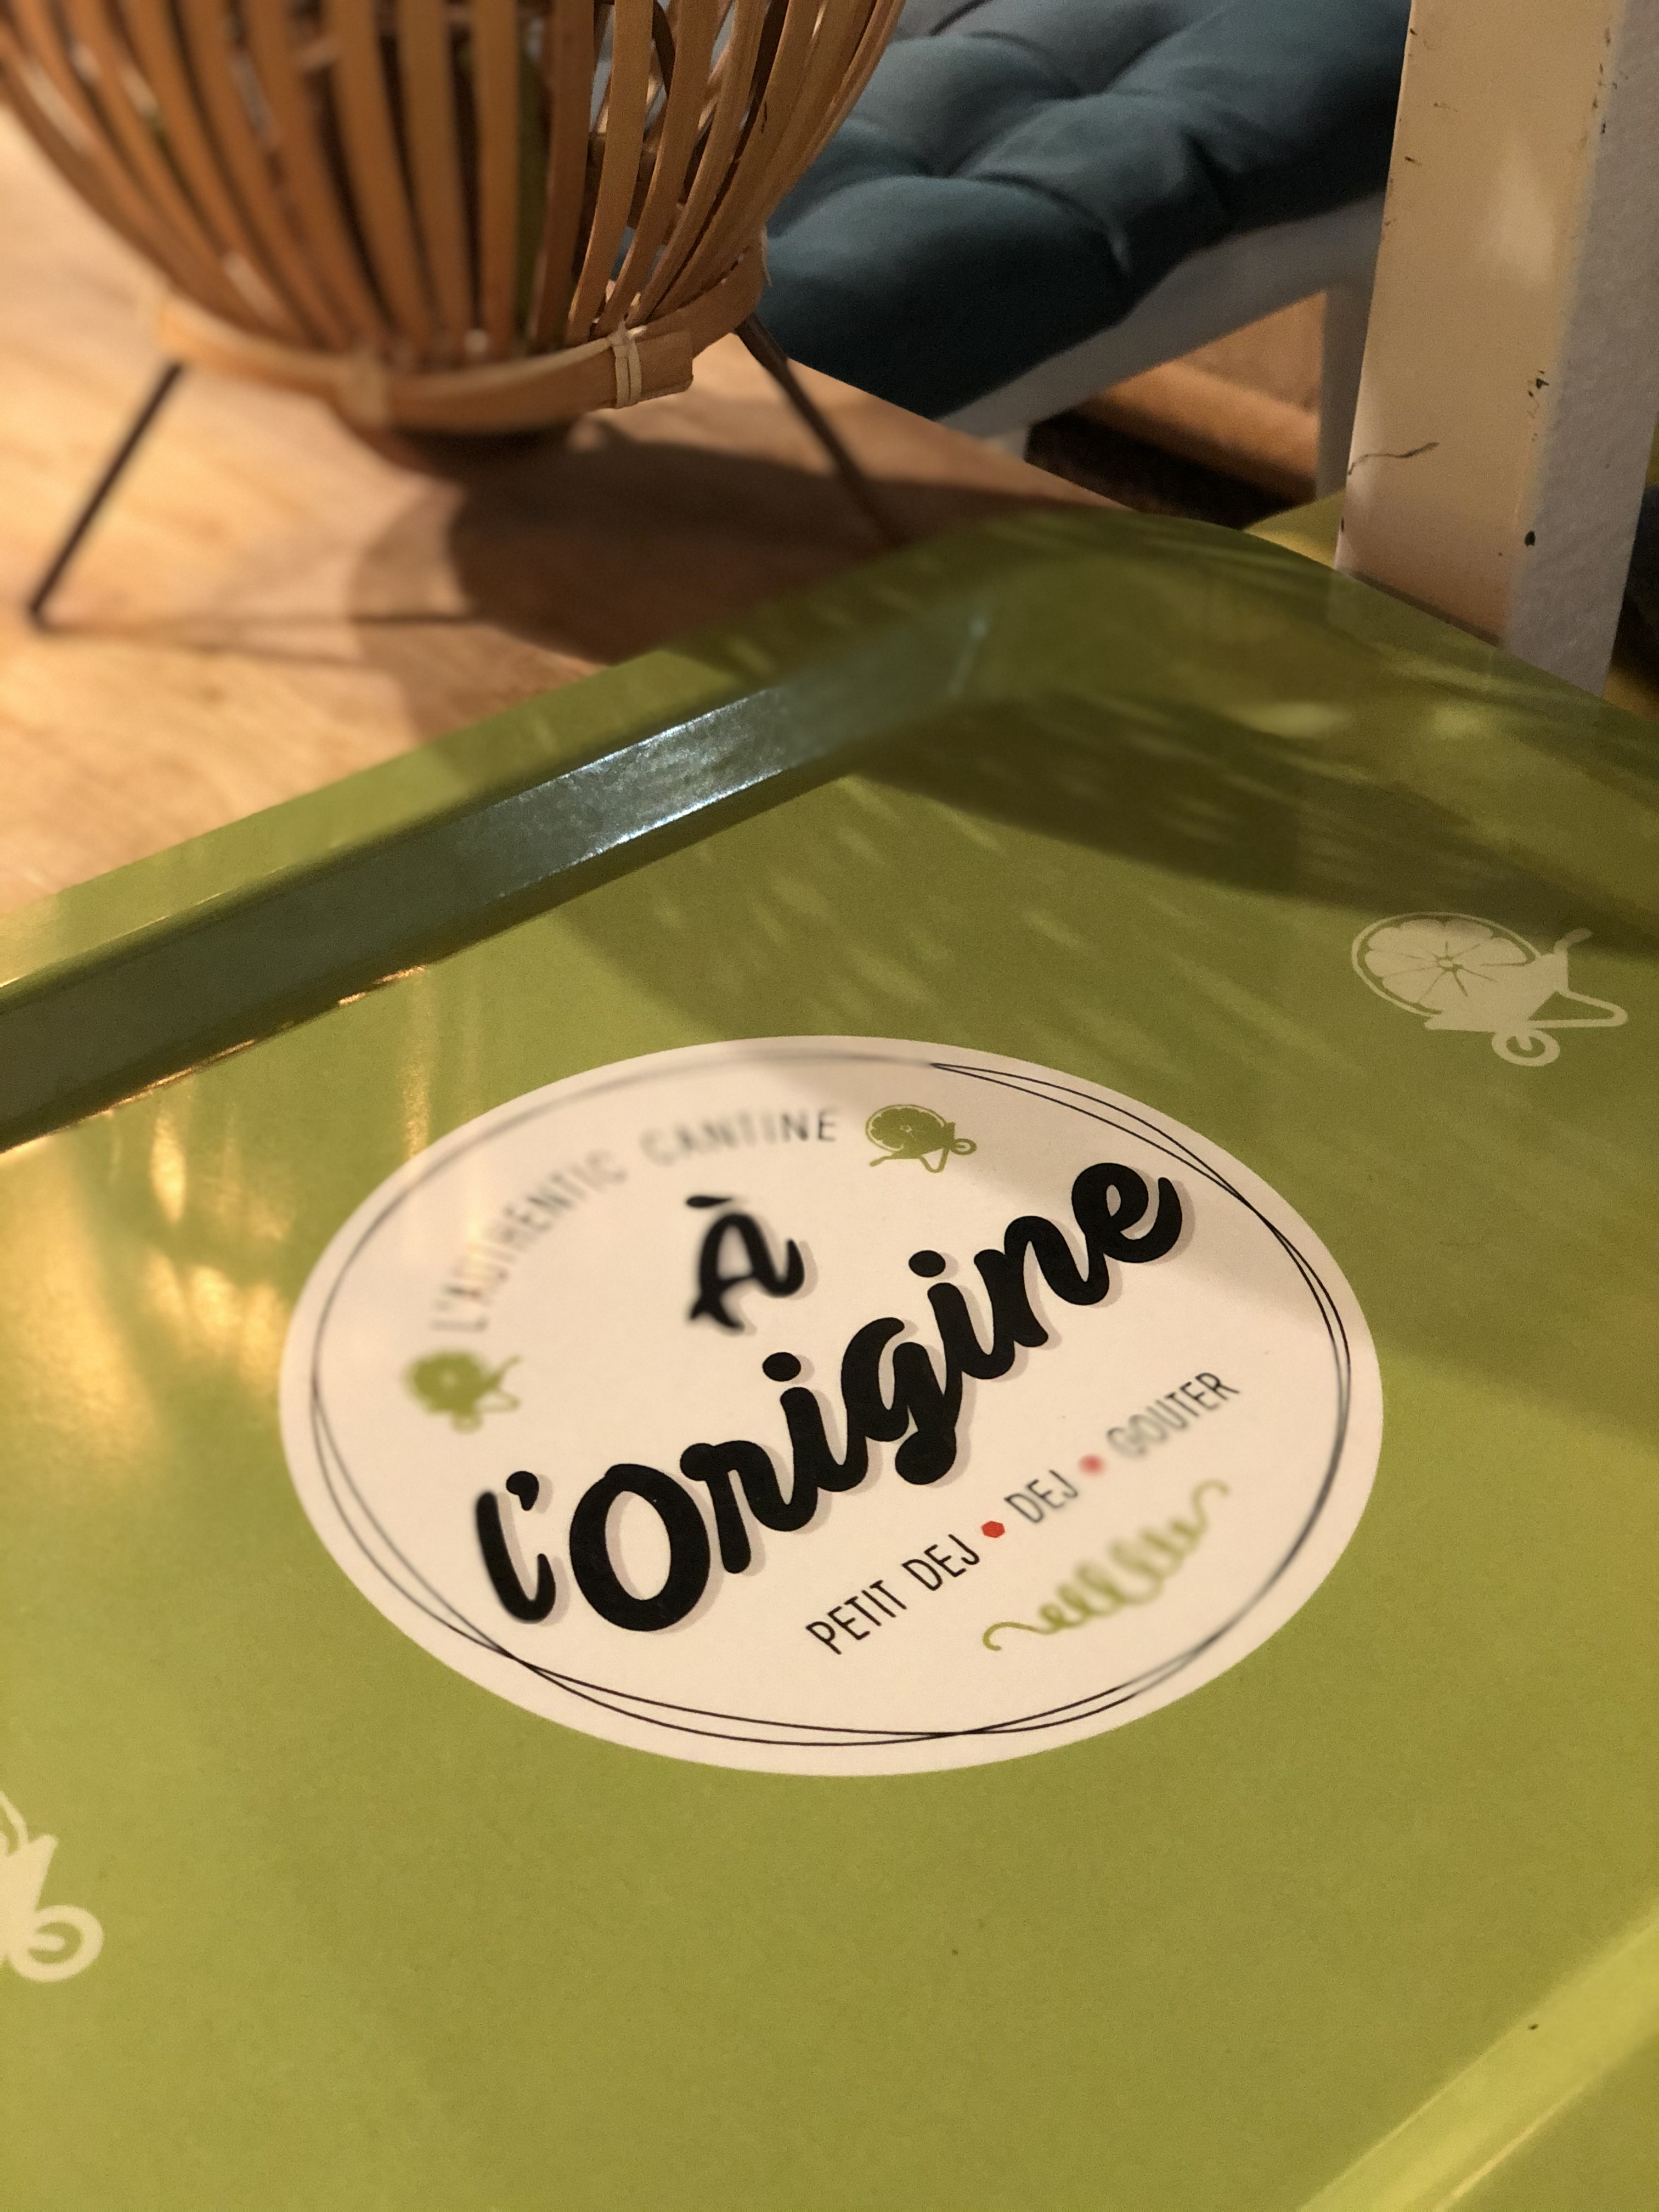 L'AUTHENTIC CANTINE
À
l'Origine
PETIT DEJ • DEJ • GOUTER